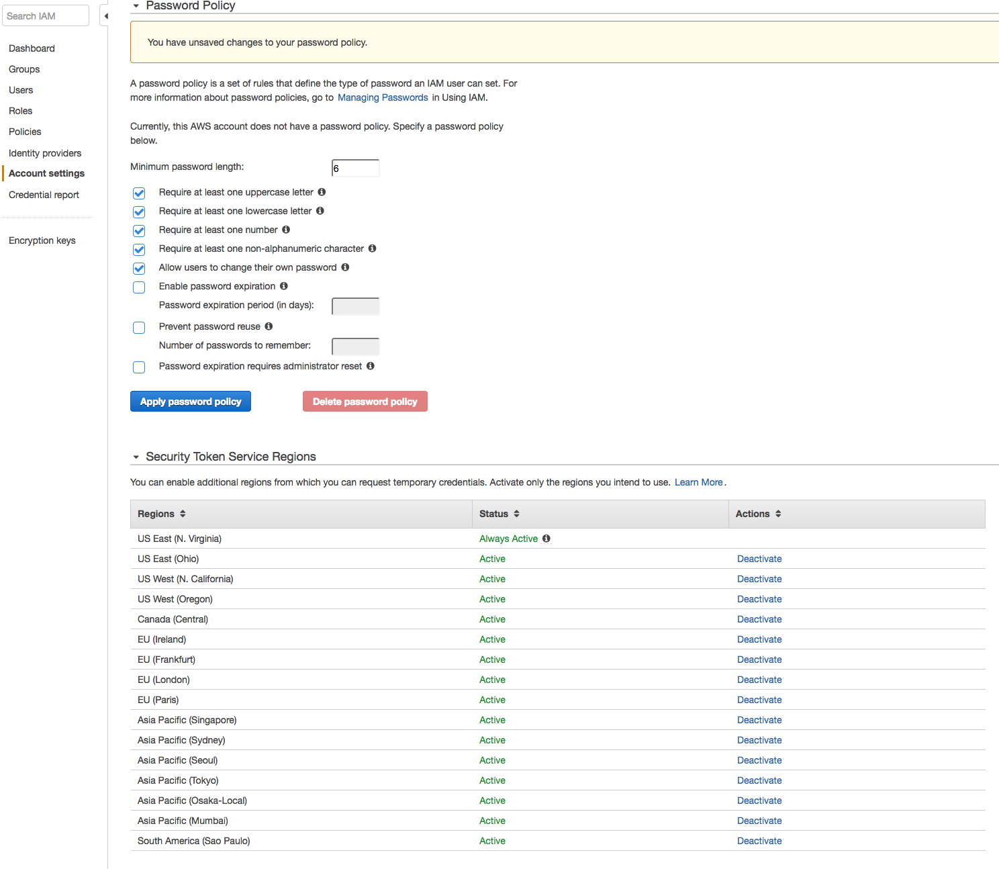 Search IAM
Dashboard
Groups
Users
Roles
Policies
Identity providers
Account settings
Credential report
Encryption keys
Password Policy
You have unsaved changes to your password policy.
A password policy is a set of rules that define the type of password an IAM user can set. For
more information about password policies, go to Managing Passwords in Using IAM.
Currently, this AWS account does not have a password policy. Specify a password policy
below.
Minimum password length: 6
Require at least one uppercase letter
Require at least one lowercase letter
Require at least one number
Require at least one non-alphanumeric character
Allow users to change their own password
Enable password expiration
Password expiration period (in days):
Prevent password reuse
Number of passwords to remember:
Password expiration requires administrator reset
Apply password policy Delete password policy
Security Token Service Regions
You can enable additional regions from which you can request temporary credentials. Activate only the regions you intend to use. Learn More.
Regions Status Actions
US East (N. Virginia) Always Active
US East (Ohio) Active Deactivate
US West (N. California) Active Deactivate
US West (Oregon) Active Deactivate
Canada (Central) Active Deactivate
EU (Ireland) Active Deactivate
EU (Frankfurt) Active Deactivate
EU (London) Active Deactivate
EU (Paris) Active Deactivate
Asia Pacific (Singapore) Active Deactivate
Asia Pacific (Sydney) Active Deactivate
Asia Pacific (Seoul) Active Deactivate
Asia Pacific (Tokyo) Active Deactivate
Asia Pacific (Osaka-Local) Active Deactivate
Asia Pacific (Mumbai) Active Deactivate
South America (Sao Paulo) Active Deactivate